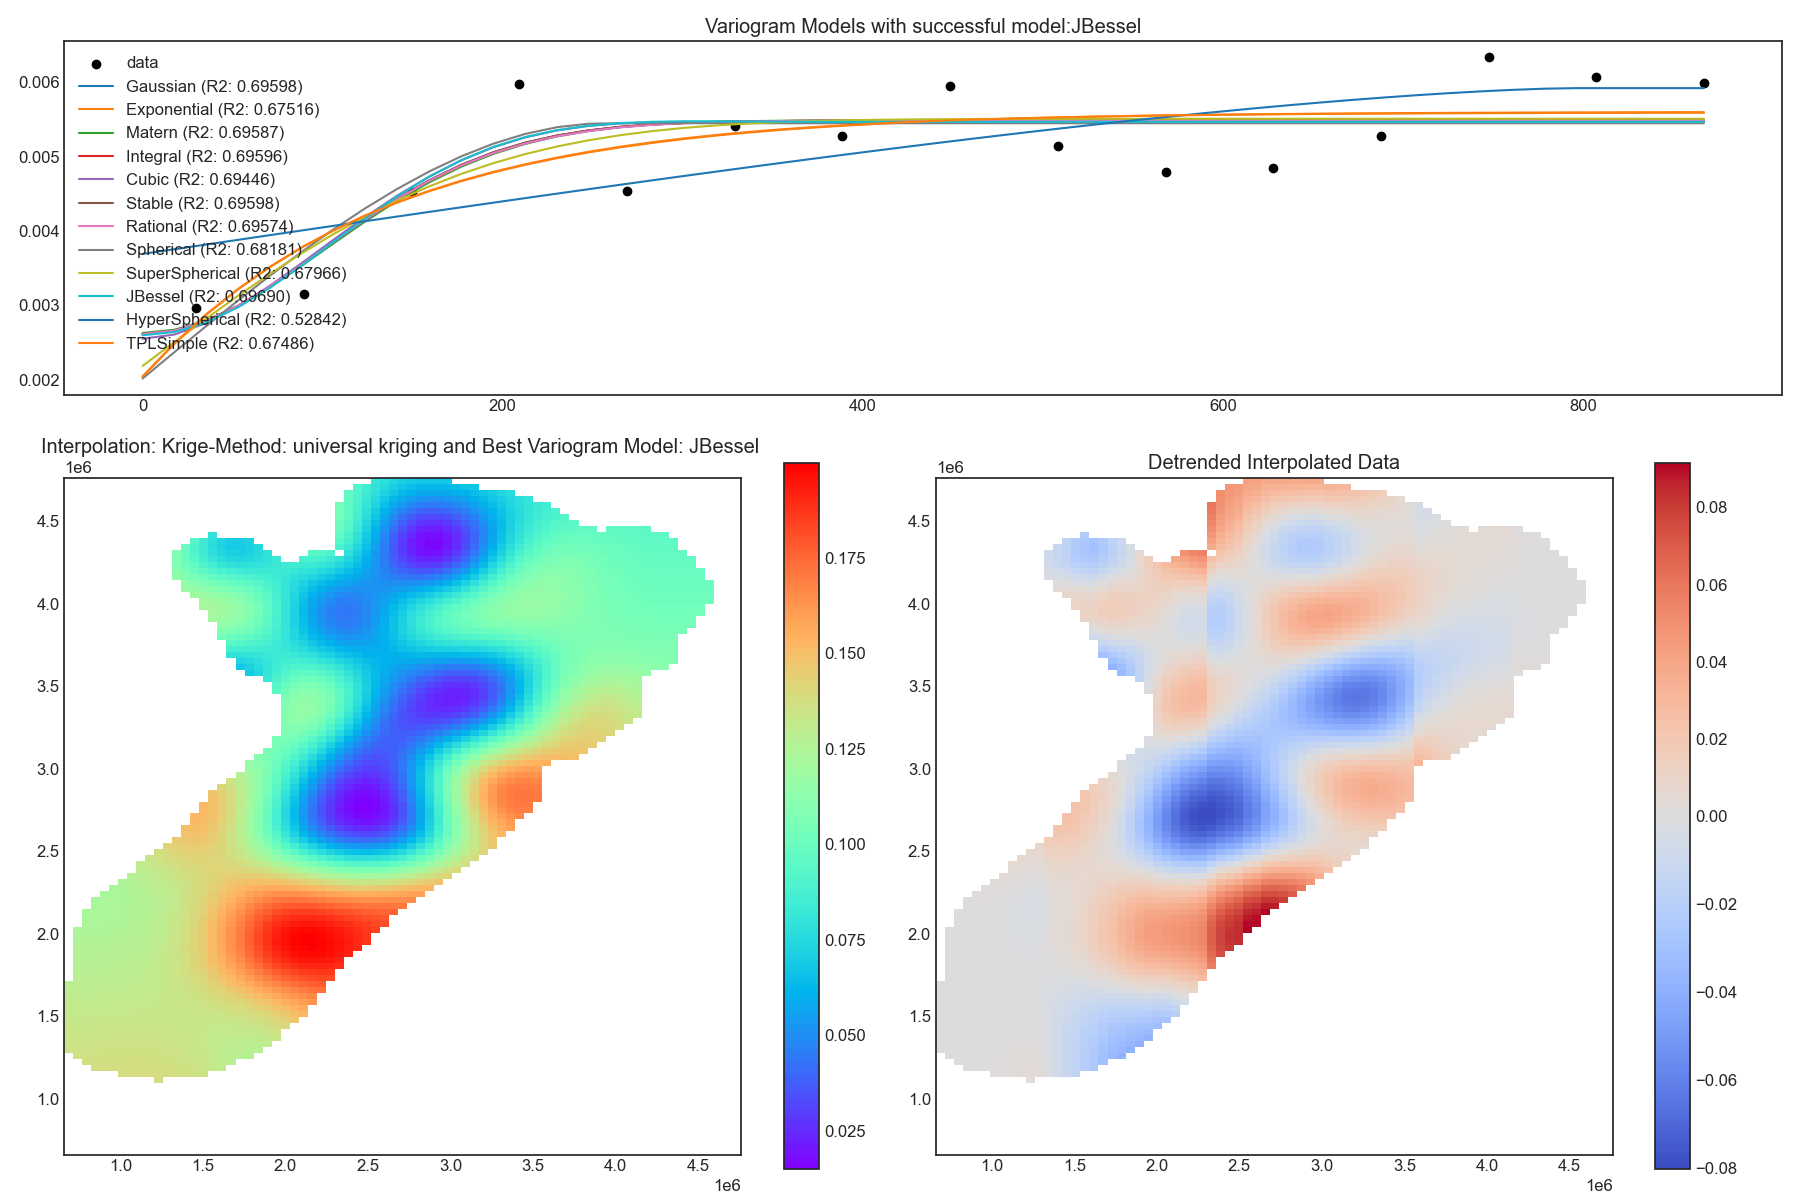 Variogram Models with successful model:JBessel
data
Gaussian (R2: 0.69598)
Exponential (R2: 0.67516)
Matern (R2: 0.69587)
Integral (R2: 0.69596)
Cubic (R2: 0.69446)
Stable (R2: 0.69598)
Rational (R2: 0.69574)
Spherical (R2: 0.68181)
SuperSpherical (R2: 0.67966)
JBessel (R2: 0.69690)
HyperSpherical (R2: 0.52842)
TPLSimple (R2: 0.67486)
0.006
0.005
0.004
0.003
0.002
0 200 400 600 800
Interpolation: Krige-Method: universal kriging and Best Variogram Model: JBessel
1e6
4.5
4.0
3.5
3.0
2.5
2.0
1.5
1.0
1.0 1.5 2.0 2.5 3.0 3.5 4.0 4.5
1e6
0.175
0.150
0.125
0.100
0.075
0.050
0.025
Detrended Interpolated Data
1e6
4.5
4.0
3.5
3.0
2.5
2.0
1.5
1.0
1.0 1.5 2.0 2.5 3.0 3.5 4.0 4.5
1e6
0.08
0.06
0.04
0.02
0.00
−0.02
−0.04
−0.06
−0.08